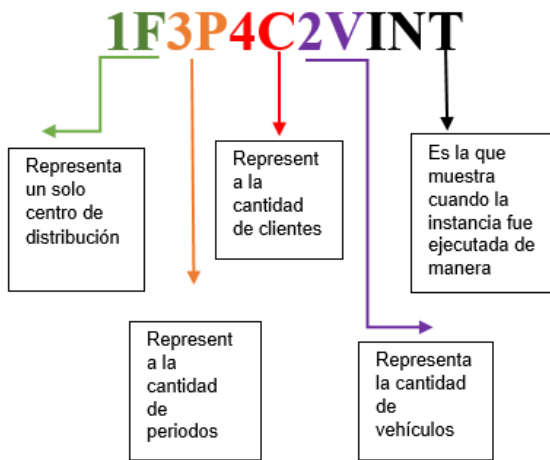 1F3P4C2VINT
Representa
un solo
centro de
distribución
Represent
a la
cantidad
de clientes
Es la que
muestra
cuando la
instancia fue
ejecutada de
manera
Represent
a la
cantidad
de
periodos
Representa
la cantidad
de
vehículos